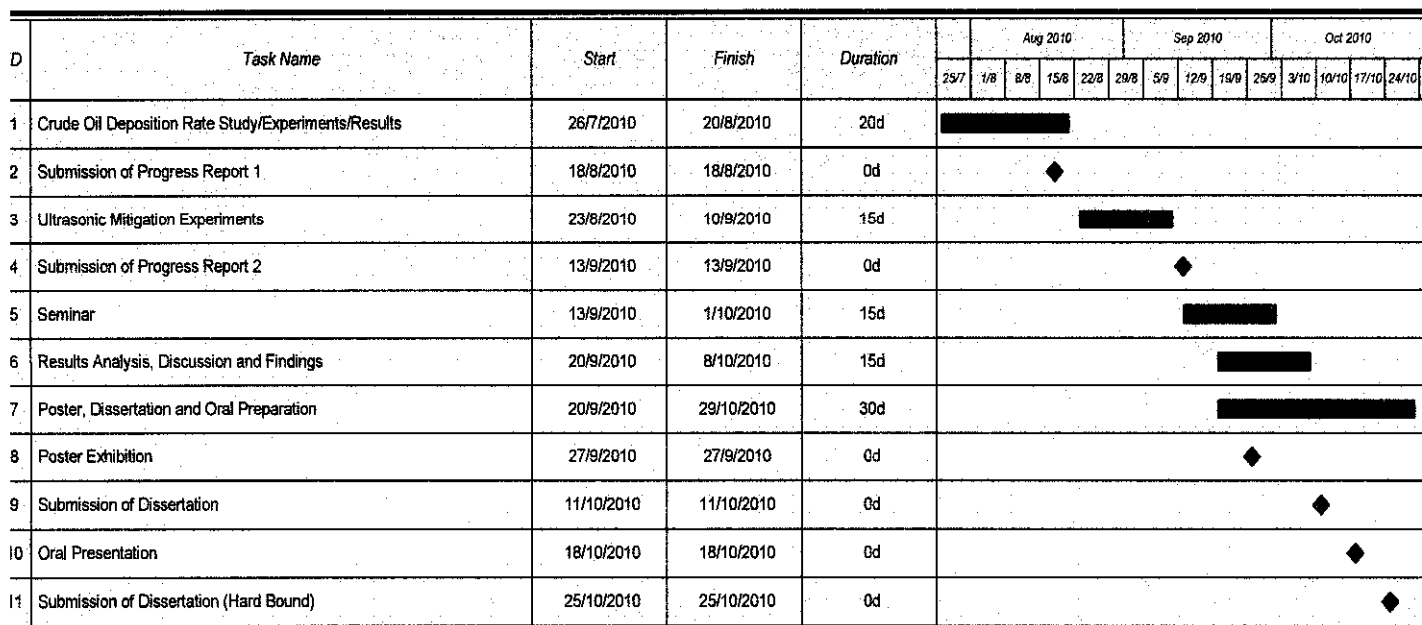 D Task Name Start Finish Duration Aug 2010 Sep 2010 Oct 2010
25/7 1/8 8/8 15/8 22/8 29/8 5/9 12/9 19/9 26/9 3/10 10/10 17/10 24/10
1 Crude Oil Deposition Rate Study/Experiments/Results 26/7/2010 20/8/2010 20d
2 Submission of Progress Report 1 18/8/2010 18/8/2010 0d
3 Ultrasonic Mitigation Experiments 23/8/2010 10/9/2010 15d
4 Submission of Progress Report 2 13/9/2010 13/9/2010 0d
5 Seminar 13/9/2010 1/10/2010 15d
6 Results Analysis, Discussion and Findings 20/9/2010 8/10/2010 15d
7 Poster, Dissertation and Oral Preparation 20/9/2010 29/10/2010 30d
8 Poster Exhibition 27/9/2010 27/9/2010 0d
9 Submission of Dissertation 11/10/2010 11/10/2010 0d
10 Oral Presentation 18/10/2010 18/10/2010 0d
11 Submission of Dissertation (Hard Bound) 25/10/2010 25/10/2010 0d